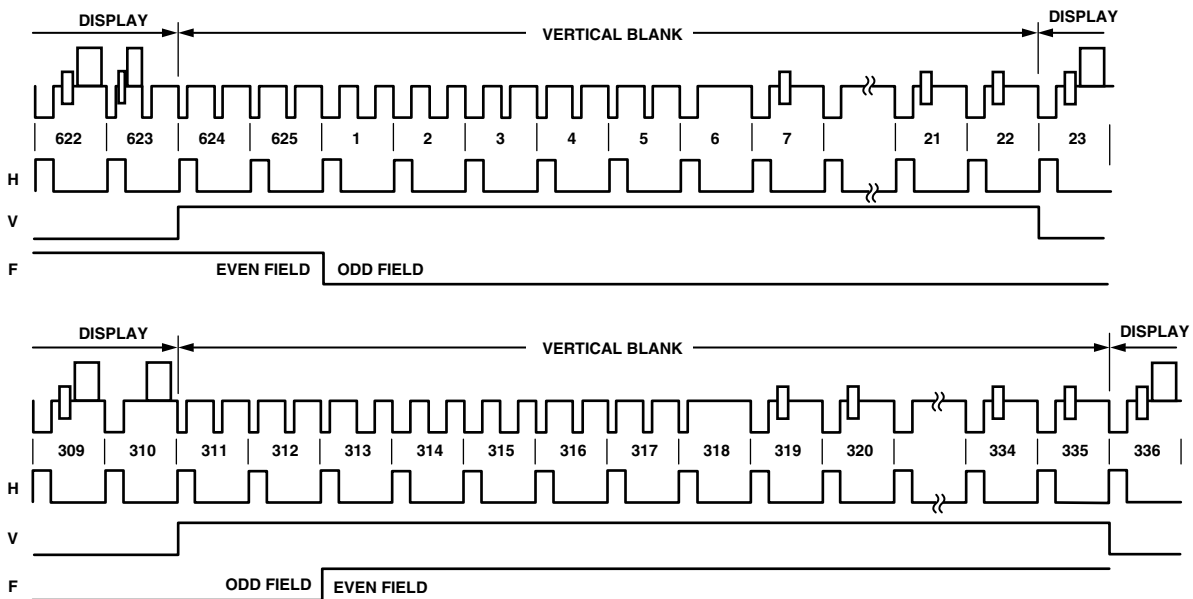 DISPLAY VERTICAL BLANK DISPLAY
622 623 624 625 1 2 3 4 5 6 7 21 22 23
H
V
F EVEN FIELD ODD FIELD
DISPLAY VERTICAL BLANK DISPLAY
309 310 311 312 313 314 315 316 317 318 319 320 334 335 336
H
V
F ODD FIELD EVEN FIELD